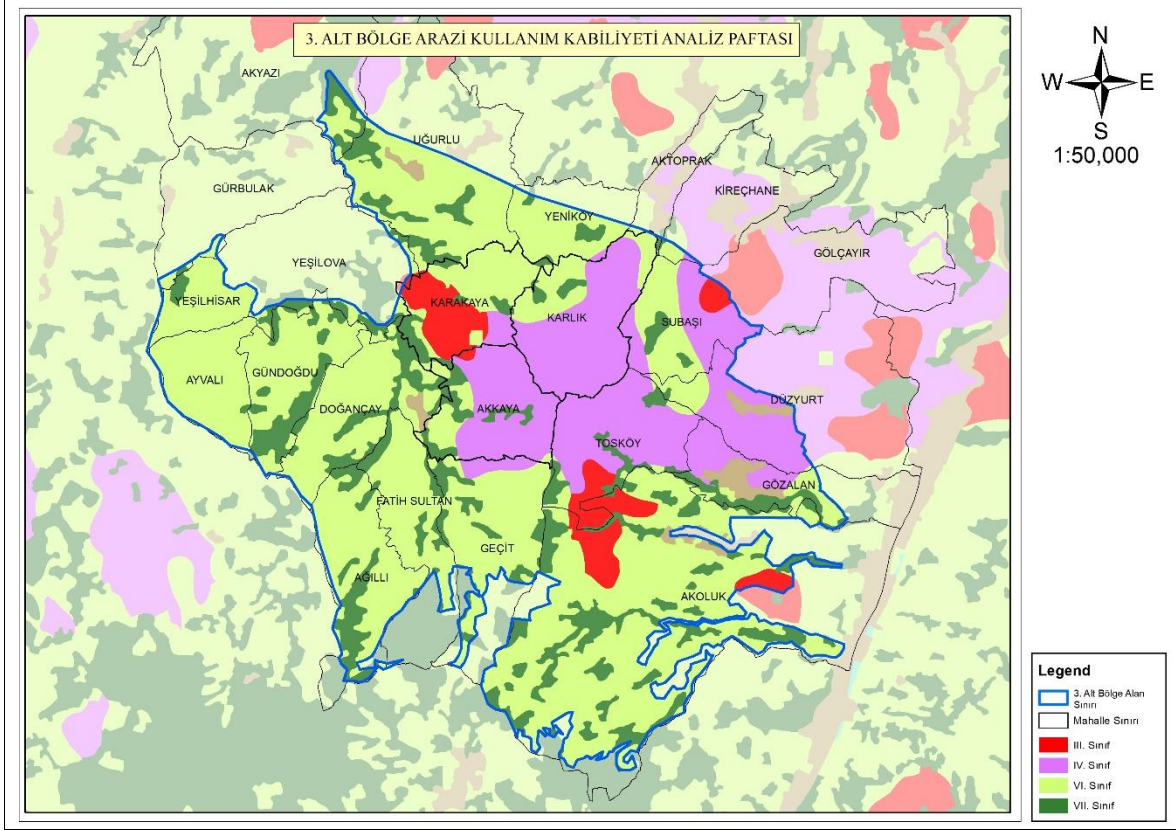 3. ALT BÖLGE ARAZİ KULLANIM KABİLİYETİ ANALİZ PAFTASI
N
W E
S
1:50,000
AKYAZI
UĞURLU
AKTOPRAK
GÜRBULAK
KİREÇHANE
YENİKÖY
GÖLÇAYIR
YEŞİLOVA
YEŞİLHİSAR
KARAKAYA
KARLIK
SUBAŞI
GÜNDOĞDU
AYVALI
DOĞANÇAY
AKKAYA
DÜZYURT
TOSKÖY
GÖZALAN
FATİH SULTAN
GEÇİT
AĞILLI
AKOLUK
Legend
3. Alt Bölge Alan
Sınırı
Mahalle Sınırı
III. Sınıf
IV. Sınıf
VI. Sınıf
VII. Sınıf